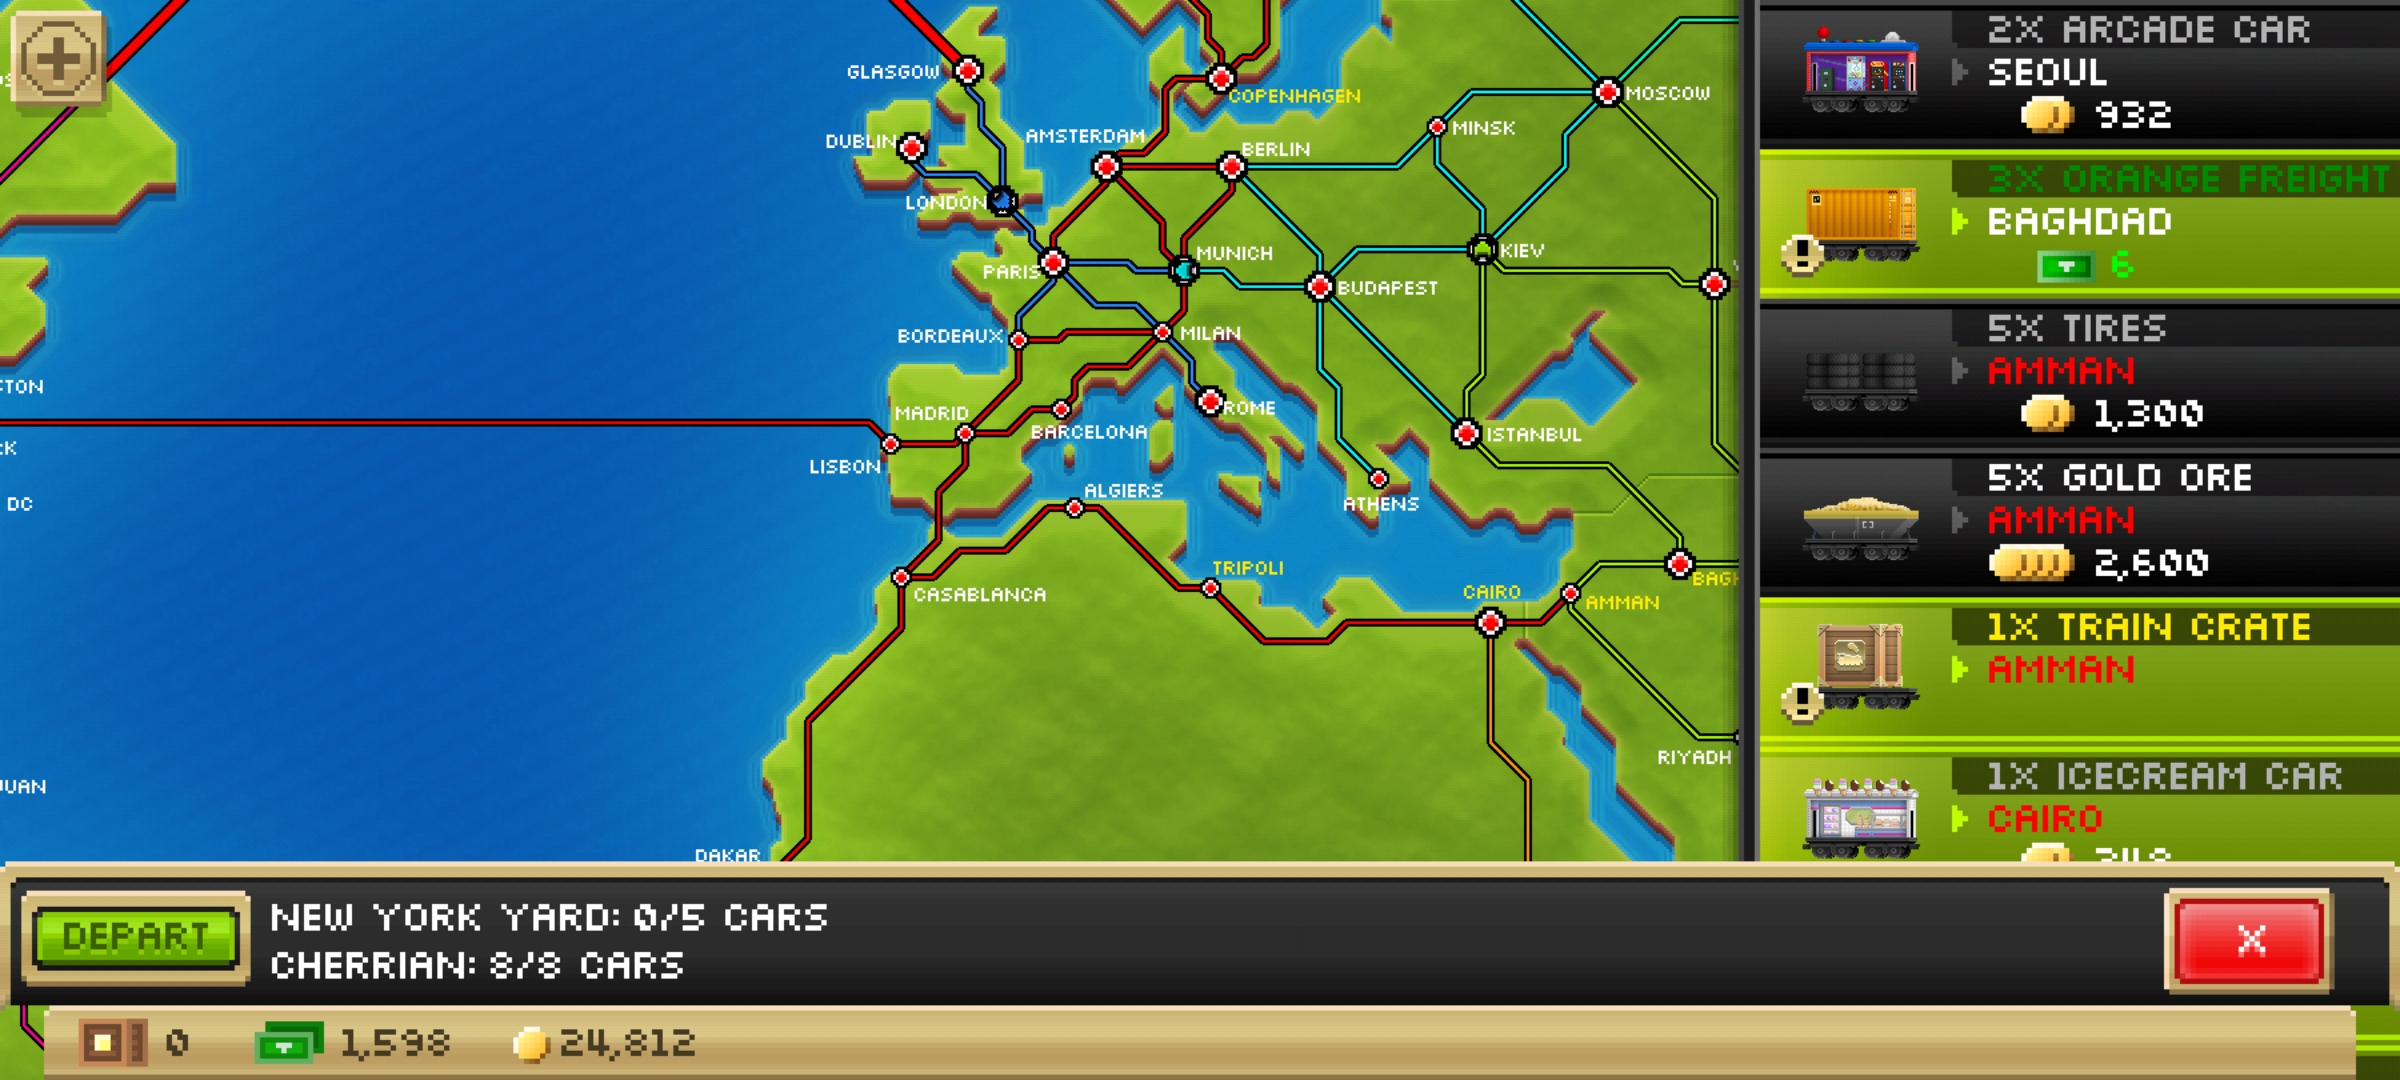 GLASGOW
COPENHAGEN
MOSCOW
MINSK
AMSTERDAM
DUBLIN
BERLIN
LONDON
MUNICH
KIEV
PARIS
BUDAPEST
BORDEAUX
MILAN
TON
MADRID
ROME
BARCELONA
ISTANBUL
K
LISBON
ALGIERS
DC
ATHENS
TRIPOLI
CAIRO
BAGH
CASABLANCA
AMMAN
RIYADH
UAN
DAKAR
2X ARCADE CAR
SEOUL
932
3X ORANGE FREIGHT
BAGHDAD
6
5X TIRES
AMMAN
1,300
5X GOLD ORE
AMMAN
2,600
1X TRAIN CRATE
AMMAN
1X ICECREAM CAR
CAIRO
DEPART
NEW YORK YARD: 0/5 CARS
CHERRIAN: 8/8 CARS
X
0
1,598
24,812